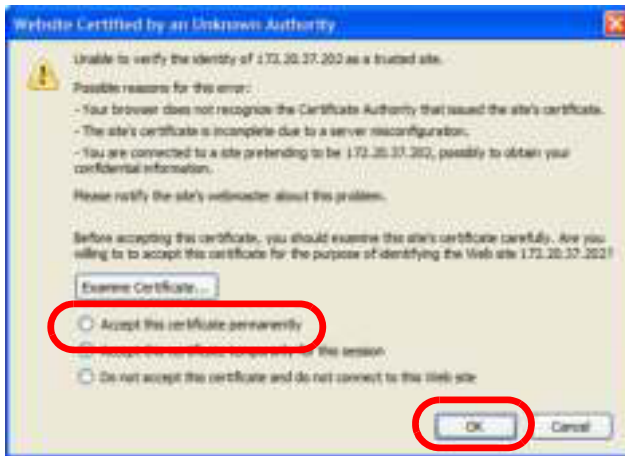 Website Certified by an Unknown Authority
Unable to verify the identity of 172.20.37.202 as a trusted site.
Possible reasons for this error:
- Your browser does not recognize the Certificate Authority that issued the site's certificate.
- The site's certificate is incomplete due to a server misconfiguration.
- You are connected to a site pretending to be 172.20.37.202, possibly to obtain your
confidential information.
Please notify the site's webmaster about this problem.
Before accepting this certificate, you should examine this site's certificate carefully. Are you
willing to to accept this certificate for the purpose of identifying the Web site 172.20.37.202?
Examine Certificate...
Accept this certificate permanently
Accept this certificate temporarily for this session
Do not accept this certificate and do not connect to this Web site
OK
Cancel